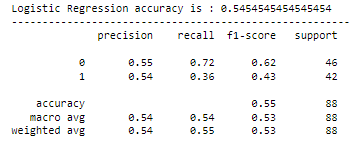 Logistic Regression accuracy is : 0.5454545454545454
--------------------------------------------------
precision recall f1-score support
0 0.55 0.72 0.62 46
1 0.54 0.36 0.43 42
accuracy 0.55 88
macro avg 0.54 0.54 0.53 88
weighted avg 0.54 0.55 0.53 88